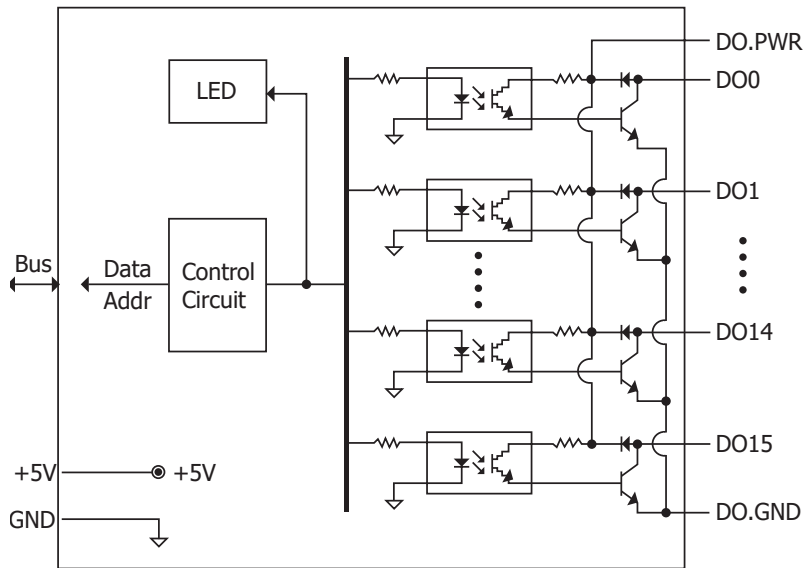 DO.PWR
LED
DO0
DO1
Bus
Data
Addr
Control
Circuit
DO14
DO15
+5V
+5V
GND
DO.GND